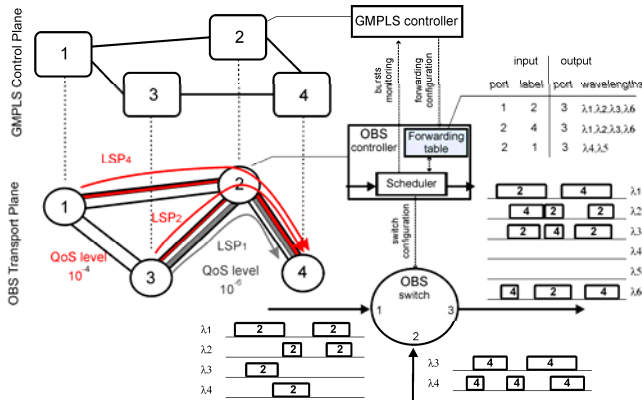 GMPLS Control Plane
1
2
3
4
GMPLS controller
bursts monitoring
forwarding configuration
input output
port label port wavelengths
1 2 3 λ1,λ2,λ3,λ6
2 4 3 λ1,λ2,λ3,λ6
2 1 3 λ4,λ5
OBS controller
Forwarding table
Scheduler
switch configuration
OBS Transport Plane
LSP4
LSP2
LSP1
1
2
3
4
QoS level
10-4
QoS level
10-6
OBS switch
1
3
2
2 4 λ1
4 2 2 λ2
2 4 2 λ3
λ4
λ5
4 2 4 λ6
λ1 2 2
λ2 2 2
λ3 2
λ4 2
λ3 4 4
λ4 4 4 4